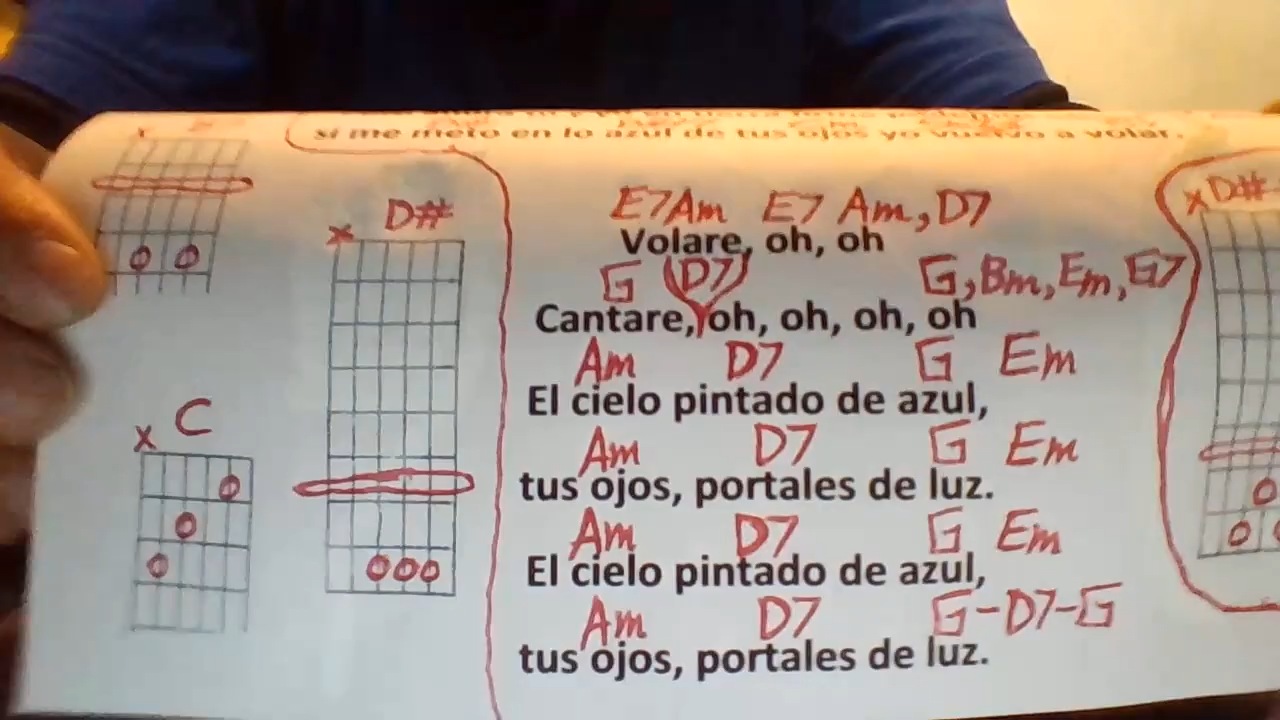 si me meto en lo azul de tus ojos yo vuelvo a volar.
x D#
x D#
E7 Am E7 Am, D7
Volare, oh, oh
G (D7) G, Bm, Em, G7
Cantare, oh, oh, oh, oh
Am D7 G Em
El cielo pintado de azul,
x C
Am D7 G Em
tus ojos, portales de luz.
Am D7 G Em
El cielo pintado de azul,
Am D7 G-D7-G
tus ojos, portales de luz.